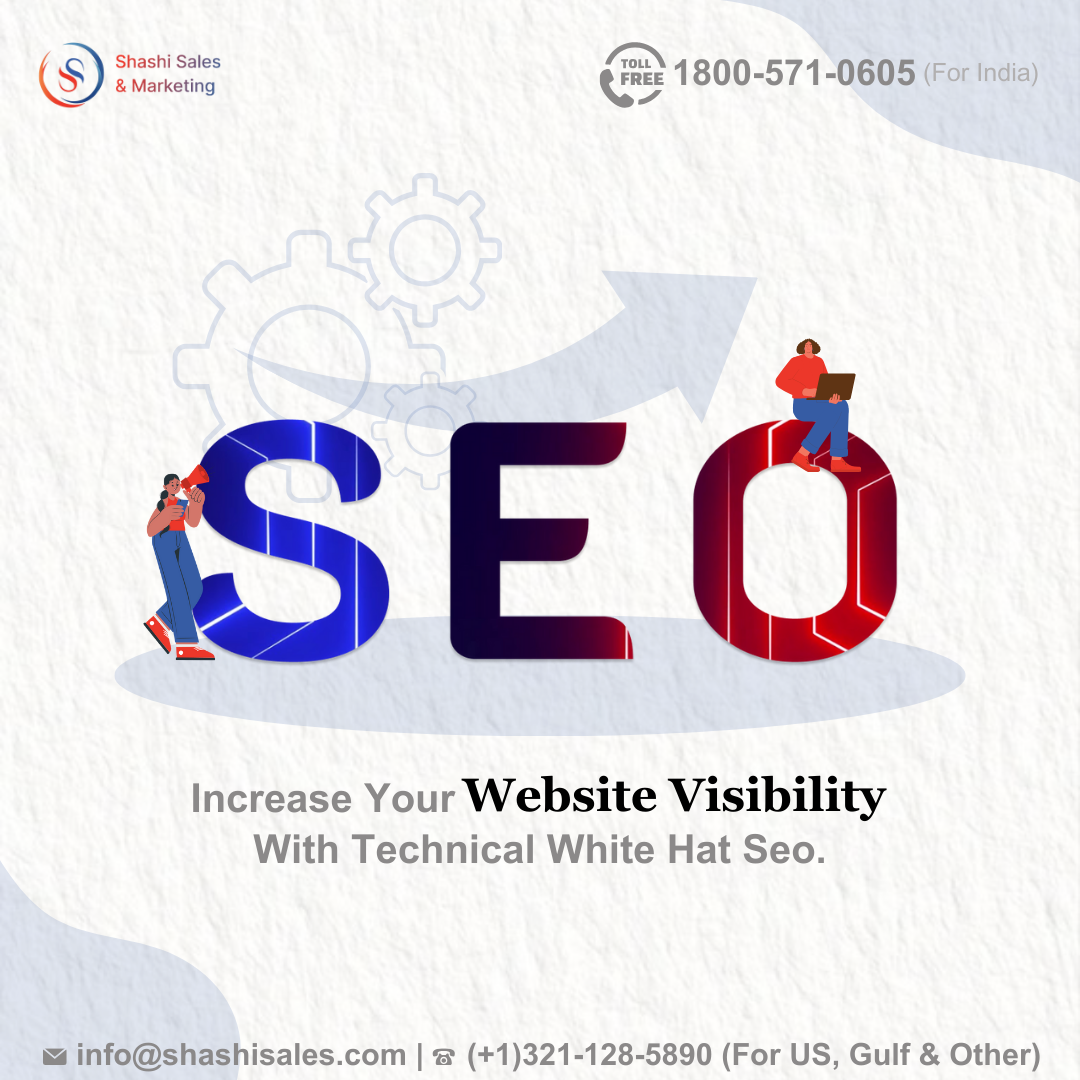 Shashi Sales
& Marketing
TOLL
FREE
1800-571-0605 (For India)
SEO
Increase Your Website Visibility
With Technical White Hat Seo.
info@shashisales.com | (+1)321-128-5890 (For US, Gulf & Other)